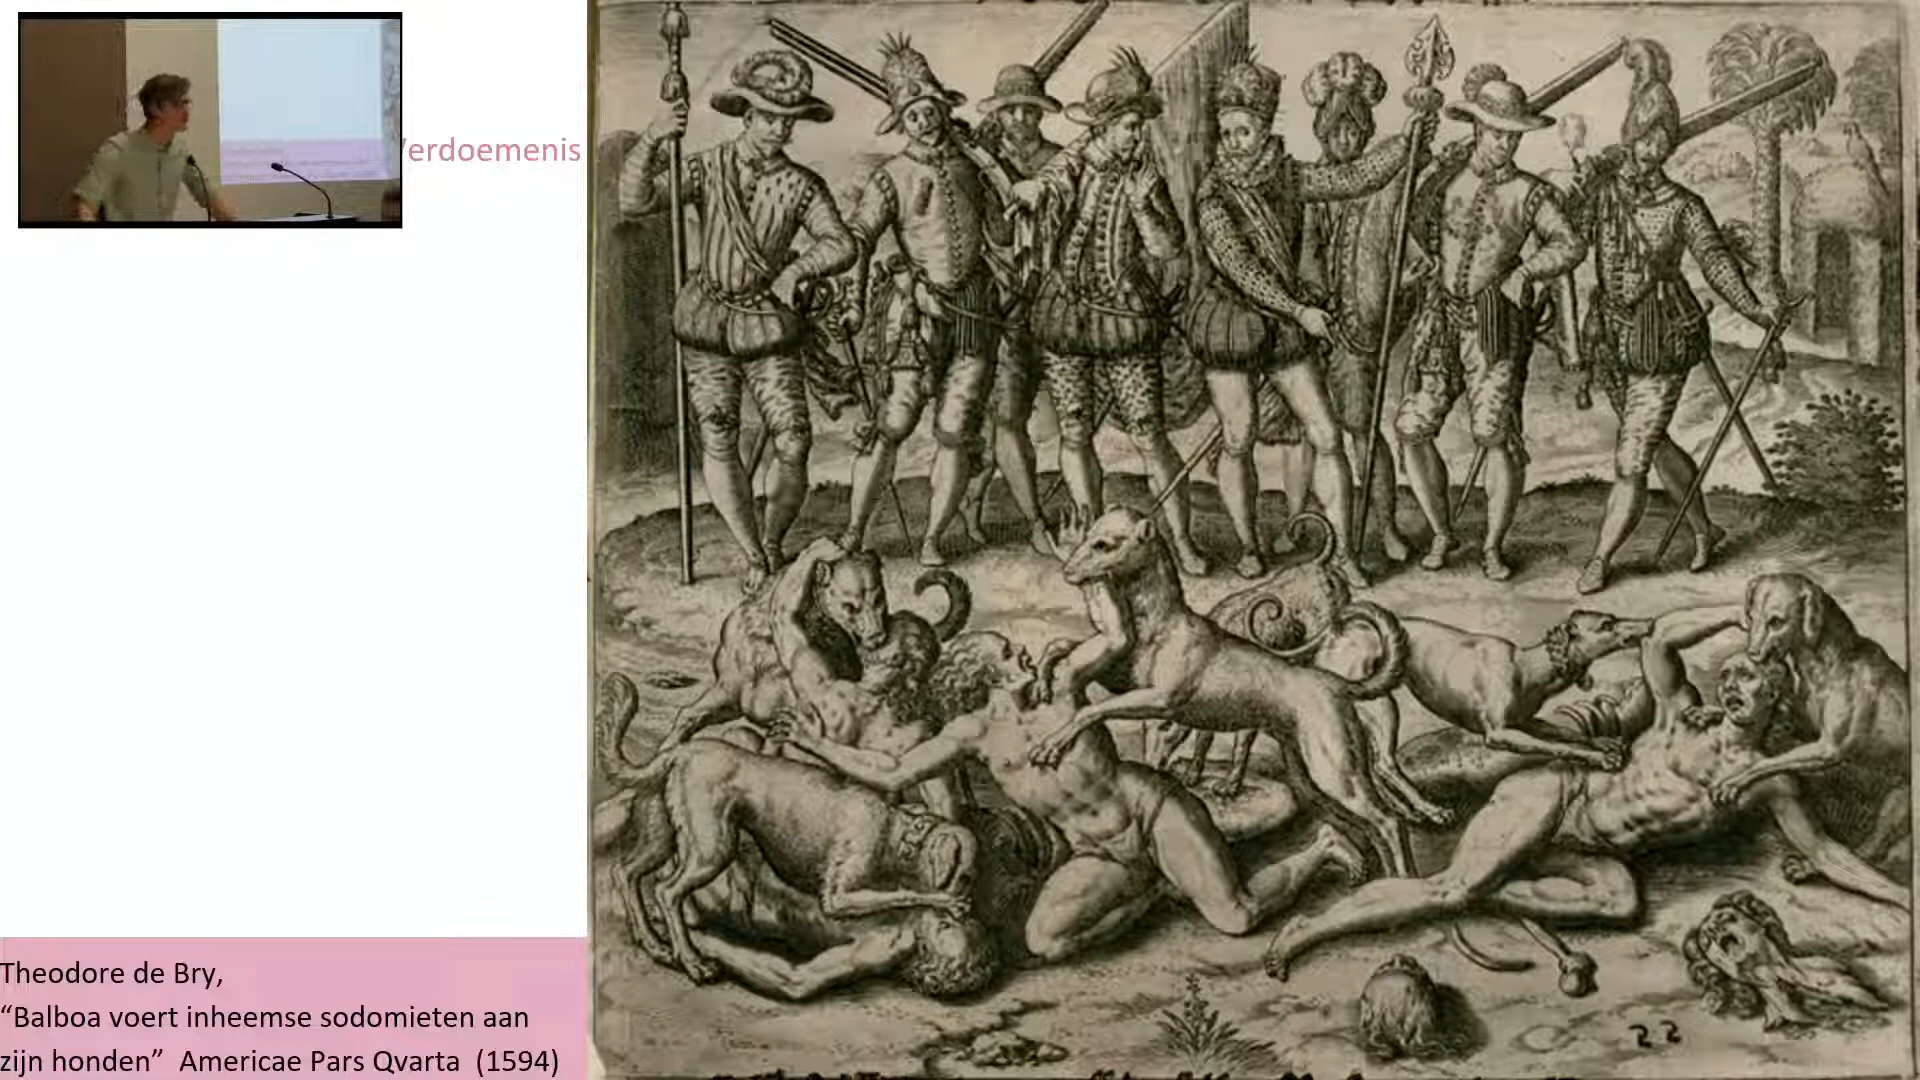 Verdoemenis
Theodore de Bry,
“Balboa voert inheemse sodomieten aan
zijn honden”  Americae Pars Qvarta  (1594)
22